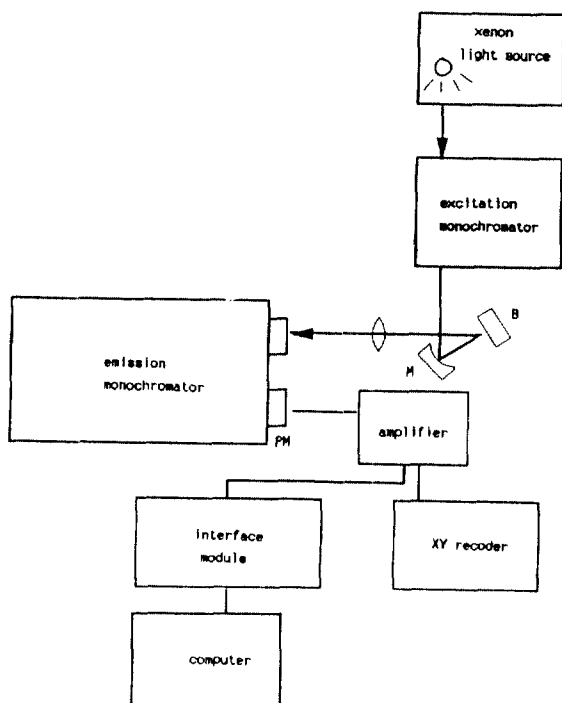 xenon
light source
excitation
monochromator
B
M
emission
monochromator
PM
amplifier
interface
module
XY recoder
computer